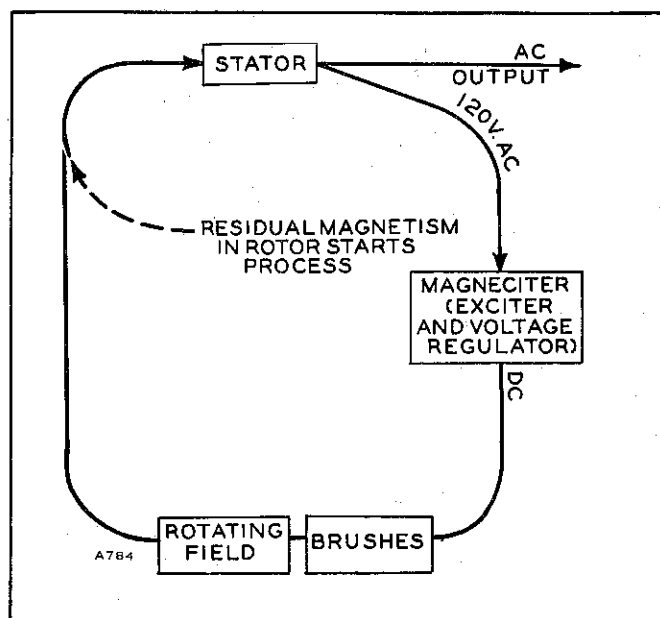 STATOR
AC
OUTPUT
120V. AC
RESIDUAL MAGNETISM
IN ROTOR STARTS
PROCESS
MAGNECITER
(EXCITER
AND VOLTAGE
REGULATOR)
DC
ROTATING
FIELD
BRUSHES
A784